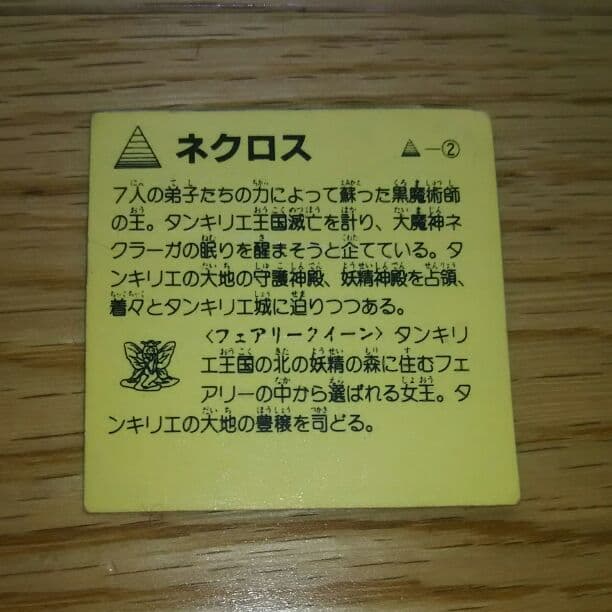 ネクロス
－②
7人の弟子たちの力によって蘇った黒魔術師
の王。タンキリエ王国滅亡を計り、大魔神ネ
クラーガの眠りを醒まそうと企てている。タ
ンキリエの大地の守護神殿、妖精神殿を占領、
着々とタンキリエ城に迫りつつある。
〈フェアリークイーン〉タンキリ
エ王国の北の妖精の森に住むフェ
アリーの中から選ばれる女王。タ
ンキリエの大地の豊穣を司どる。